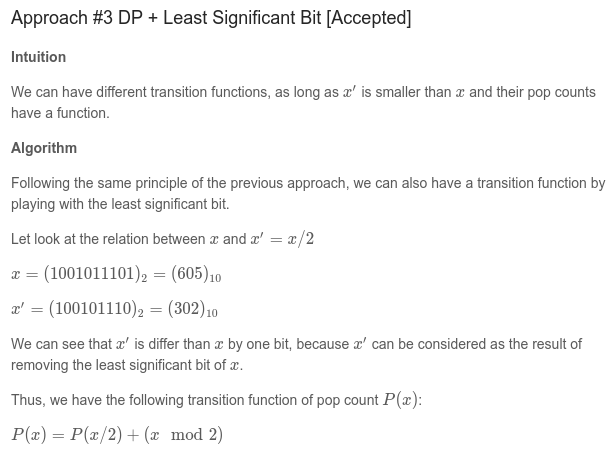 Approach #3 DP + Least Significant Bit [Accepted]
Intuition
We can have different transition functions, as long as x′ is smaller than x and their pop counts
have a function.
Algorithm
Following the same principle of the previous approach, we can also have a transition function by
playing with the least significant bit.
Let look at the relation between x and x′ = x/2
x = (1001011101)₂ = (605)₁₀
x′ = (100101110)₂ = (302)₁₀
We can see that x′ is differ than x by one bit, because x′ can be considered as the result of
removing the least significant bit of x.
Thus, we have the following transition function of pop count P(x):
P(x) = P(x/2) + (x mod 2)